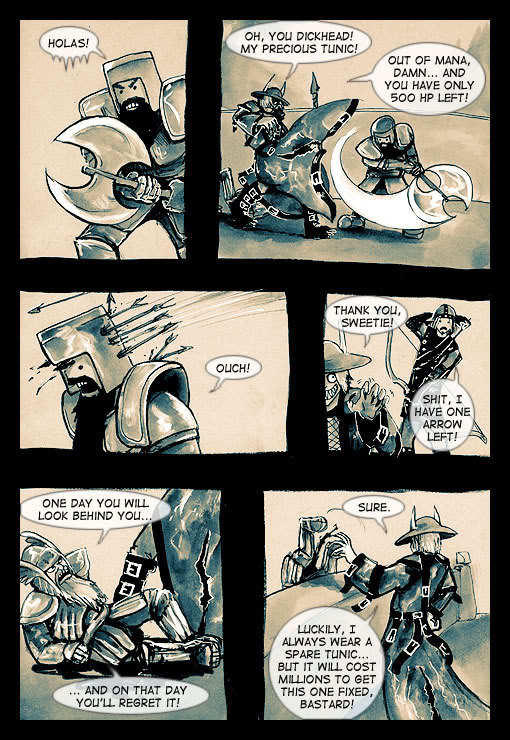 HOLAS!
OH, YOU DICKHEAD!
MY PRECIOUS TUNIC!
OUT OF MANA,
DAMN... AND
YOU HAVE ONLY
500 HP LEFT!
OUCH!
THANK YOU,
SWEETIE!
SHIT, I
HAVE ONE
ARROW
LEFT!
ONE DAY YOU WILL
LOOK BEHIND YOU...
... AND ON THAT DAY
YOU'LL REGRET IT!
SURE.
LUCKILY, I
ALWAYS WEAR A
SPARE TUNIC...
BUT IT WILL COST
MILLIONS TO GET
THIS ONE FIXED,
BASTARD!